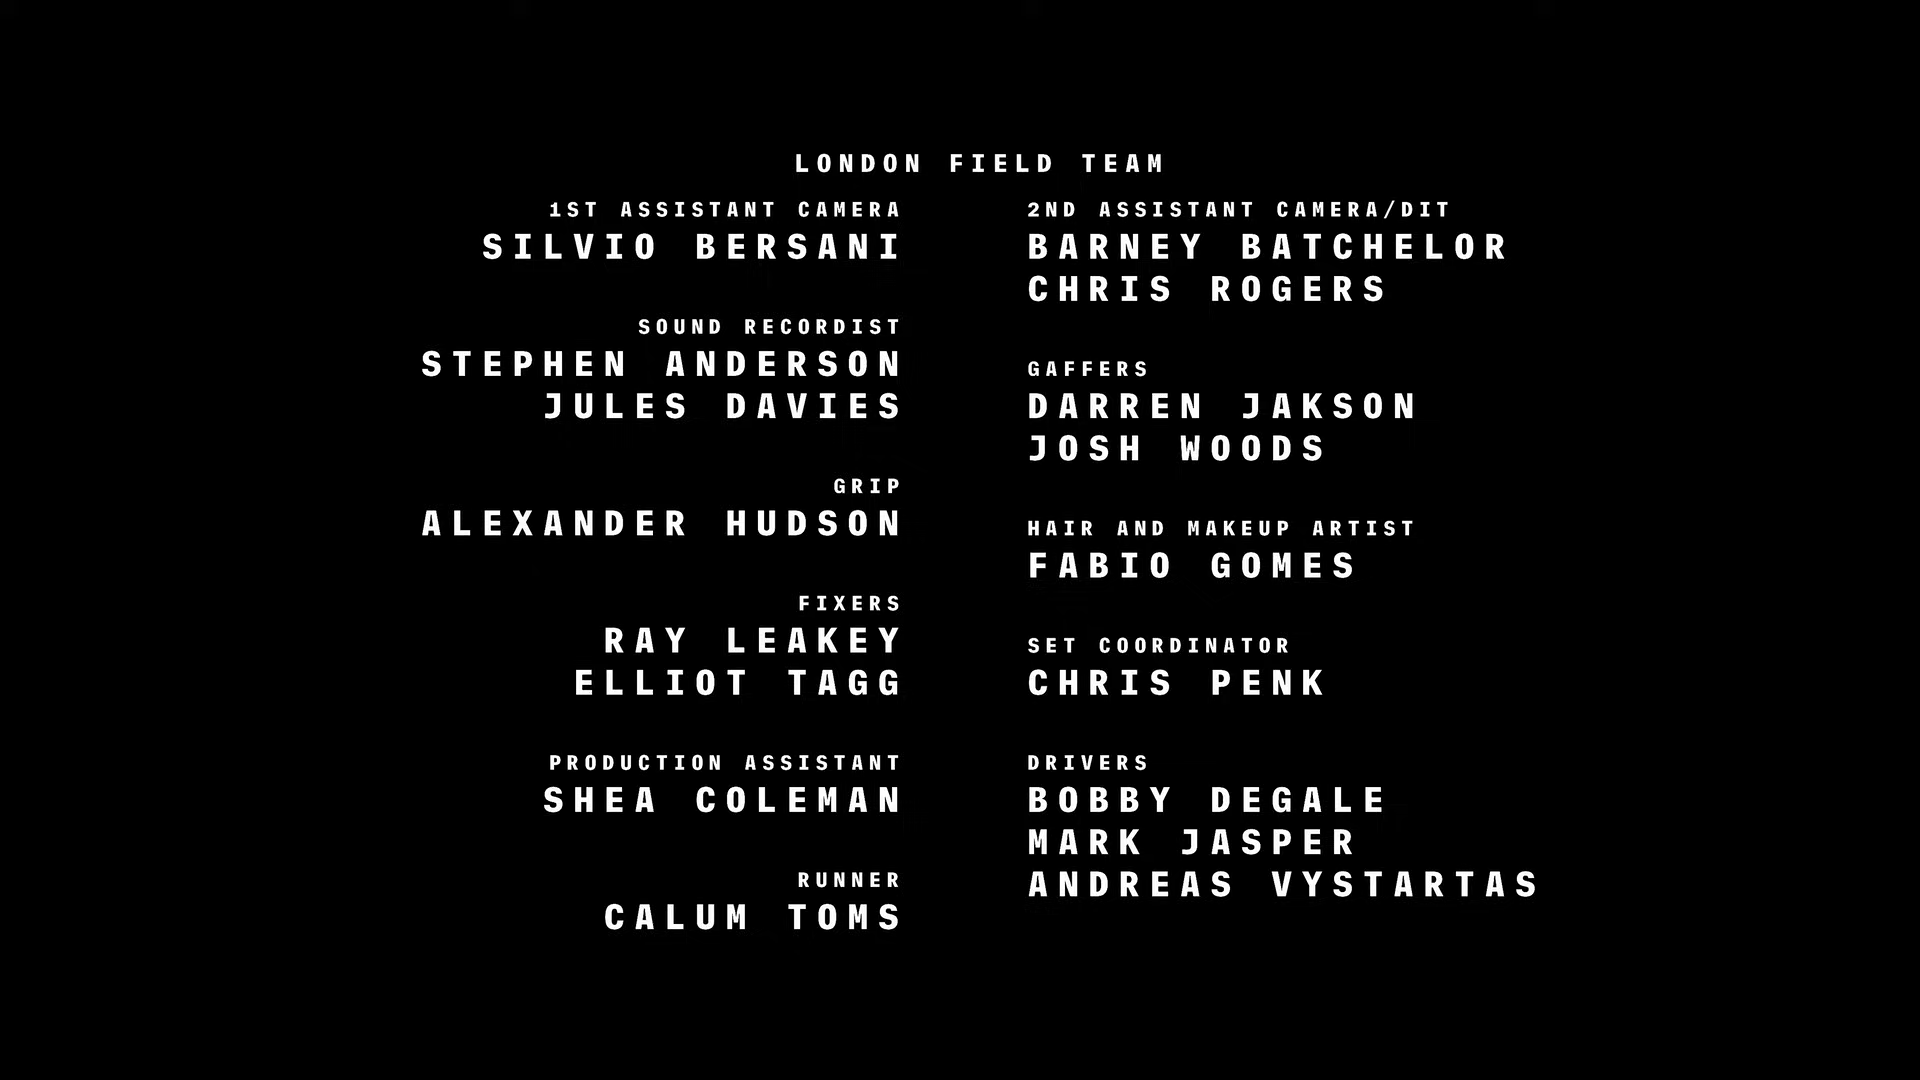 LONDON FIELD TEAM
1ST ASSISTANT CAMERA
SILVIO BERSANI
SOUND RECORDIST
STEPHEN ANDERSON
JULES DAVIES
GRIP
ALEXANDER HUDSON
FIXERS
RAY LEAKEY
ELLIOT TAGG
PRODUCTION ASSISTANT
SHEA COLEMAN
RUNNER
CALUM TOMS
2ND ASSISTANT CAMERA/DIT
BARNEY BATCHELOR
CHRIS ROGERS
GAFFERS
DARREN JAKSON
JOSH WOODS
HAIR AND MAKEUP ARTIST
FABIO GOMES
SET COORDINATOR
CHRIS PENK
DRIVERS
BOBBY DEGALE
MARK JASPER
ANDREAS VYSTARTAS